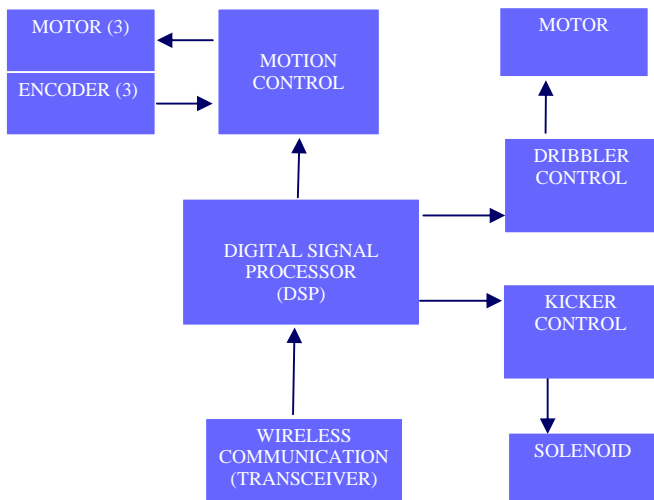 MOTOR (3)
ENCODER (3)
MOTION
CONTROL
MOTOR
DRIBBLER
CONTROL
DIGITAL SIGNAL
PROCESSOR
(DSP)
KICKER
CONTROL
WIRELESS
COMMUNICATION
(TRANSCEIVER)
SOLENOID